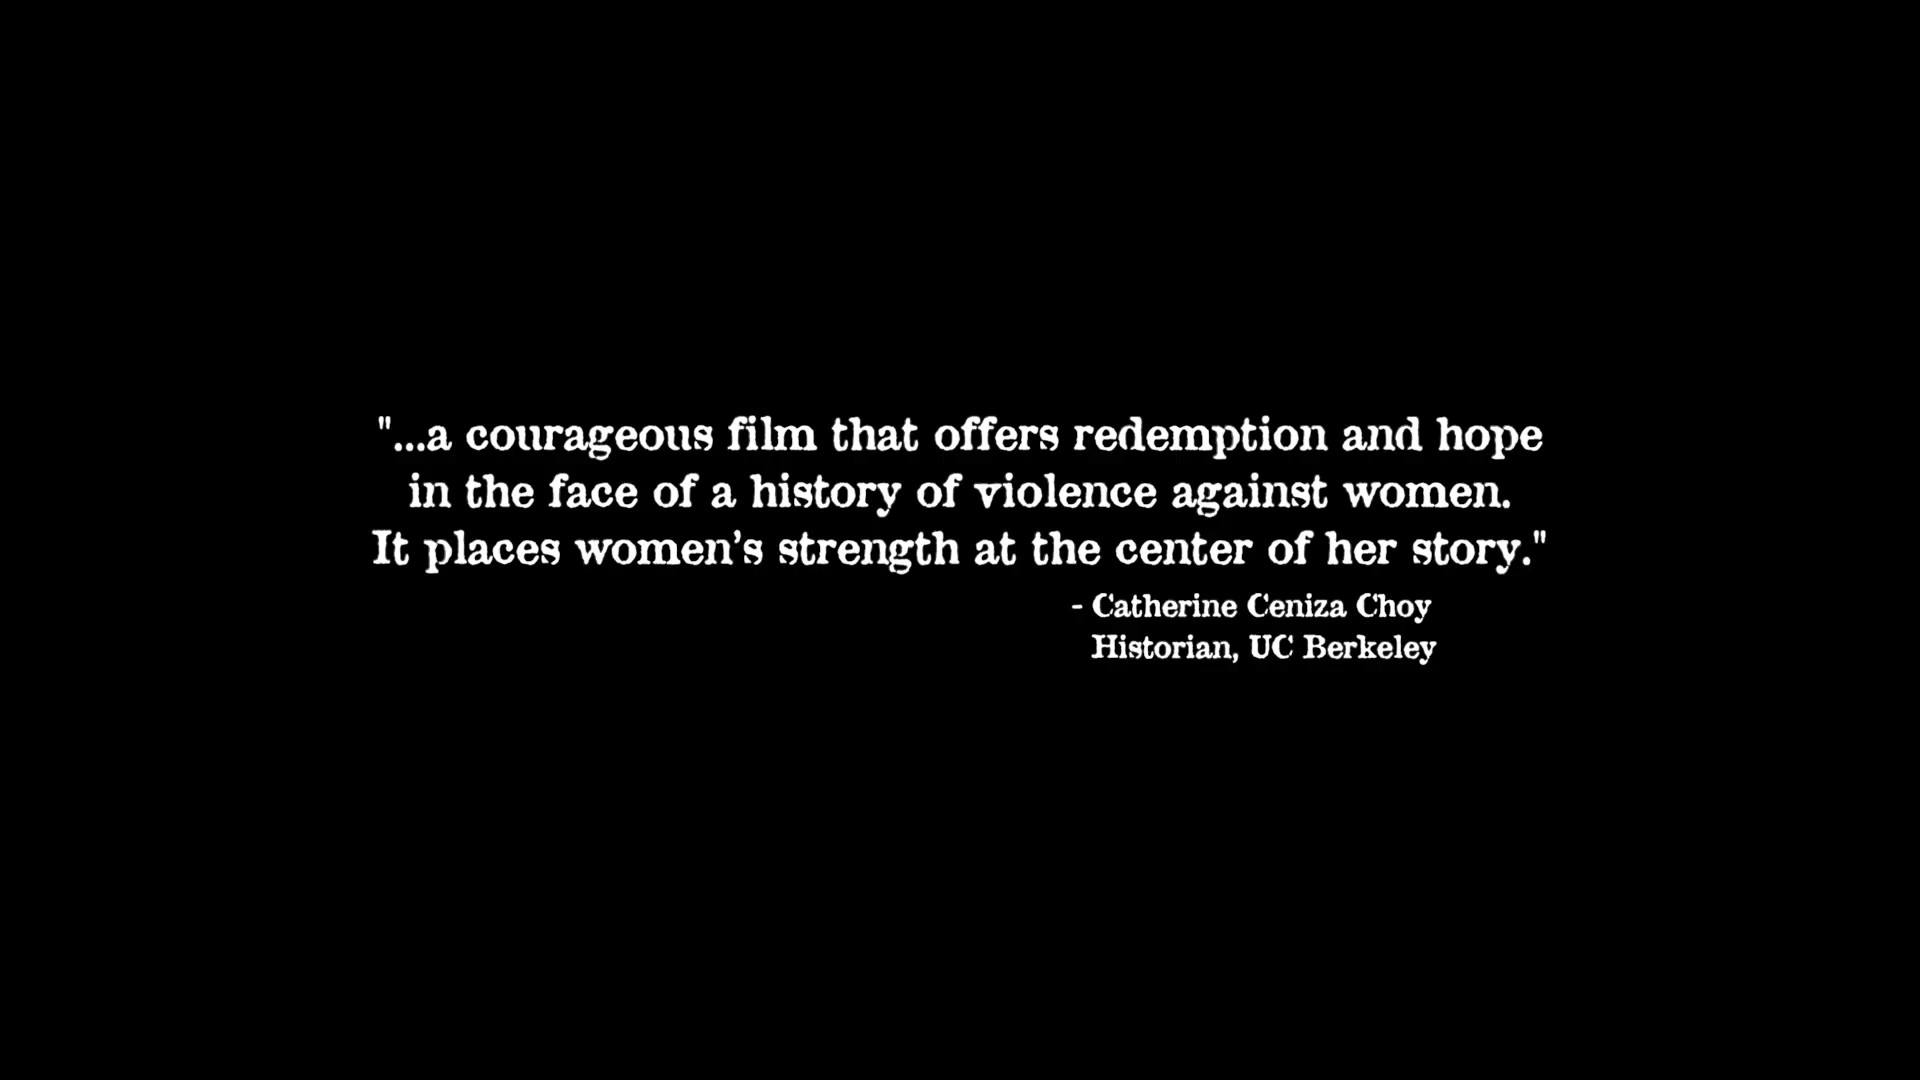 "...a courageous film that offers redemption and hope
in the face of a history of violence against women.
It places women’s strength at the center of her story."
- Catherine Ceniza Choy
Historian, UC Berkeley